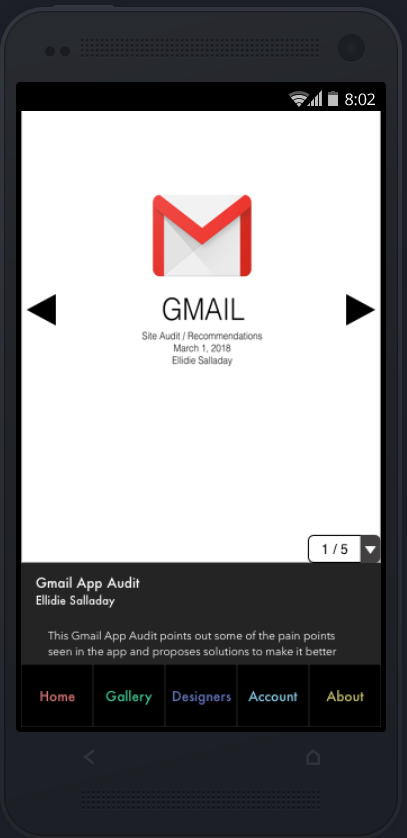 8:02
GMAIL
Site Audit / Recommendations
March 1, 2018
Ellidie Salladay
1 / 5
Gmail App Audit
Ellidie Salladay
This Gmail App Audit points out some of the pain points
seen in the app and proposes solutions to make it better
Home Gallery Designers Account About